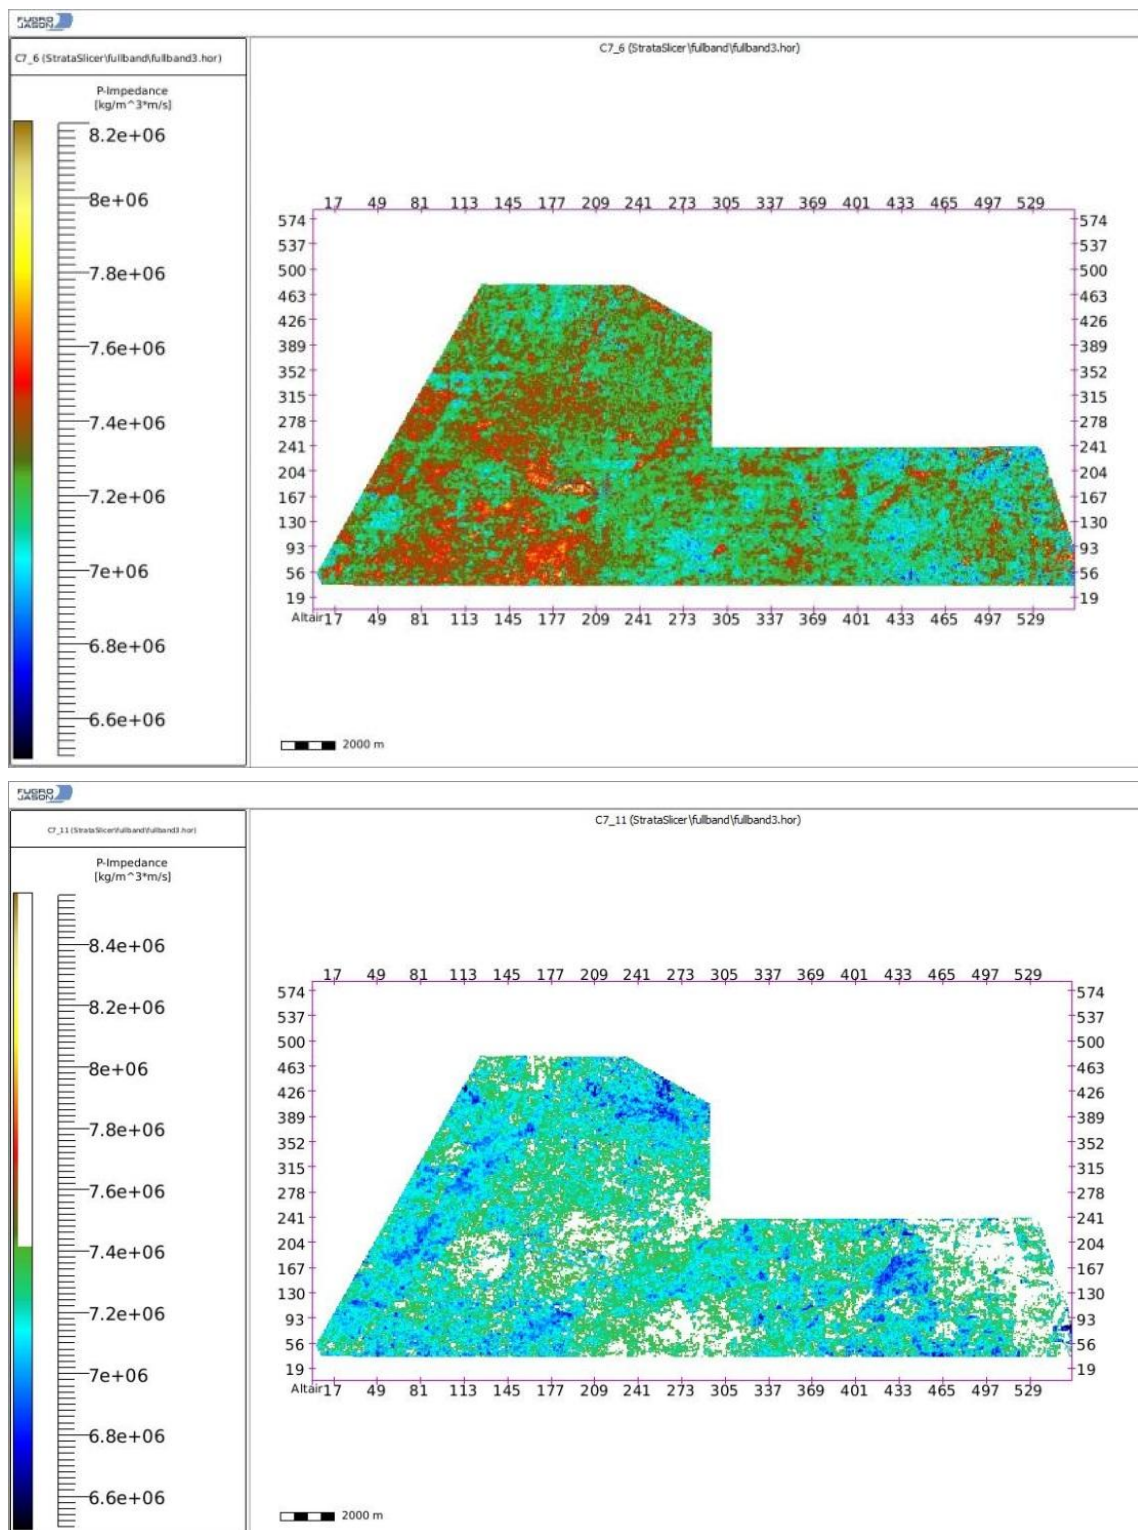 FUGRO
JASON
C7_6 (StrataSlicer\fullband\fullband3.hor)
C7_6 (StrataSlicer\fullband\fullband3.hor)
P-Impedance
[kg/m^3*m/s]
8.2e+06
8e+06
7.8e+06
7.6e+06
7.4e+06
7.2e+06
7e+06
6.8e+06
6.6e+06
17 49 81 113 145 177 209 241 273 305 337 369 401 433 465 497 529
574 574
537 537
500 500
463 463
426 426
389 389
352 352
315 315
278 278
241 241
204 204
167 167
130 130
93 93
56 56
19 19
Altair 17 49 81 113 145 177 209 241 273 305 337 369 401 433 465 497 529
2000 m
FUGRO
JASON
C7_11 (StrataSlicer\fullband\fullband3.hor)
C7_11 (StrataSlicer\fullband\fullband3.hor)
P-Impedance
[kg/m^3*m/s]
8.4e+06
8.2e+06
8e+06
7.8e+06
7.6e+06
7.4e+06
7.2e+06
7e+06
6.8e+06
6.6e+06
17 49 81 113 145 177 209 241 273 305 337 369 401 433 465 497 529
574 574
537 537
500 500
463 463
426 426
389 389
352 352
315 315
278 278
241 241
204 204
167 167
130 130
93 93
56 56
19 19
Altair 17 49 81 113 145 177 209 241 273 305 337 369 401 433 465 497 529
2000 m